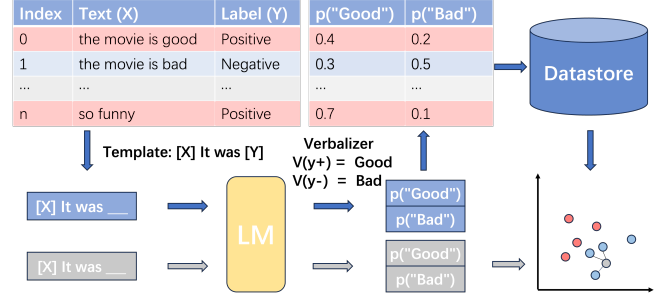 Index Text (X) Label (Y) p("Good") p("Bad")
0 the movie is good Positive 0.4 0.2
1 the movie is bad Negative 0.3 0.5
... ... ... ... ...
n so funny Positive 0.7 0.1
Datastore
Template: [X] It was [Y]
Verbalizer
V(y+) = Good
V(y-) = Bad
[X] It was __
LM
p("Good")
p("Bad")
[X] It was __
p("Good")
p("Bad")